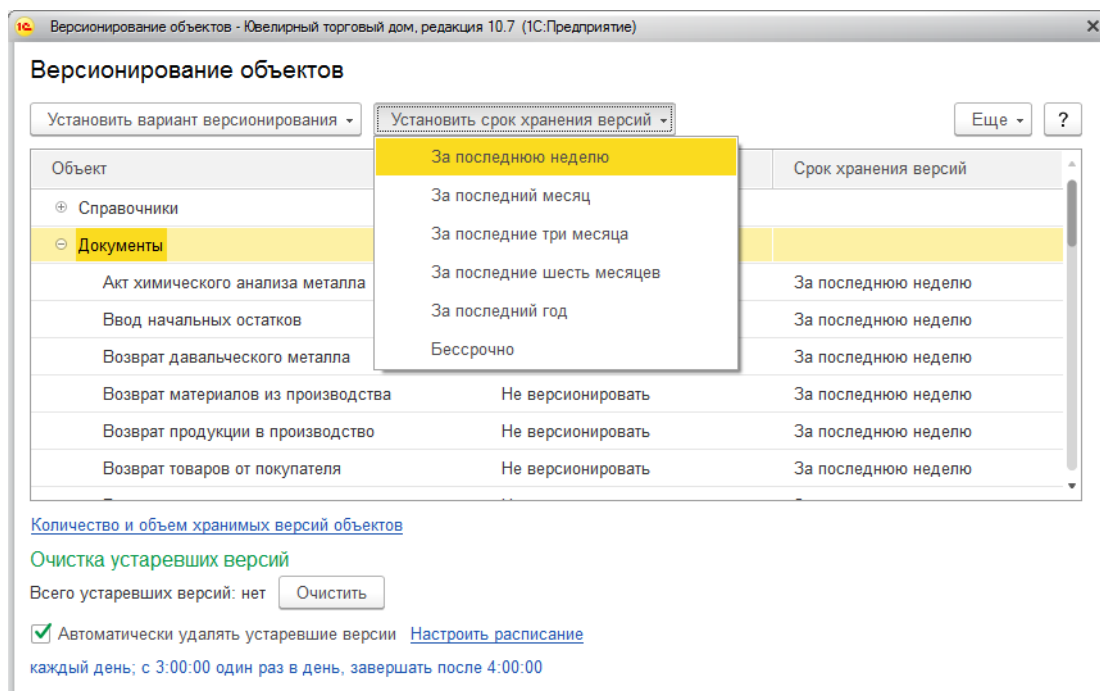 1С Версионирование объектов - Ювелирный торговый дом, редакция 10.7 (1С:Предприятие)
Версионирование объектов
Установить вариант версионирования Установить срок хранения версий Еще ?
Объект Срок хранения версий
За последнюю неделю
За последний месяц
За последние три месяца
За последние шесть месяцев
За последний год
Бессрочно
Справочники
Документы
Акт химического анализа металла За последнюю неделю
Ввод начальных остатков За последнюю неделю
Возврат давальческого металла За последнюю неделю
Возврат материалов из производства Не версионировать За последнюю неделю
Возврат продукции в производство Не версионировать За последнюю неделю
Возврат товаров от покупателя Не версионировать За последнюю неделю
Количество и объем хранимых версий объектов
Очистка устаревших версий
Всего устаревших версий: нет Очистить
Автоматически удалять устаревшие версии Настроить расписание
каждый день; с 3:00:00 один раз в день, завершать после 4:00:00